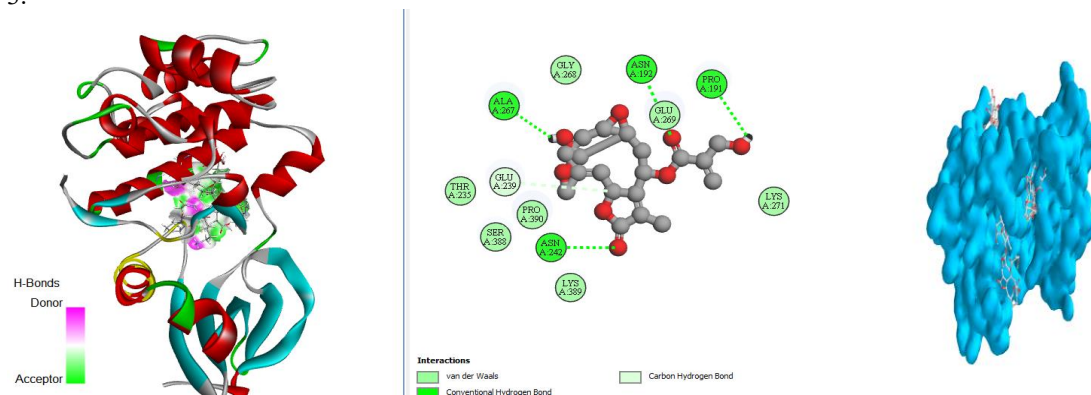 H-Bonds
Donor
Acceptor
GLY
A:268
ASN
A:192
PRO
A:191
ALA
A:267
GLU
A:269
THR
A:235
GLU
A:239
PRO
A:390
LYS
A:271
SER
A:388
ASN
A:242
LYS
A:389
Interactions
van der Waals
Conventional Hydrogen Bond
Carbon Hydrogen Bond